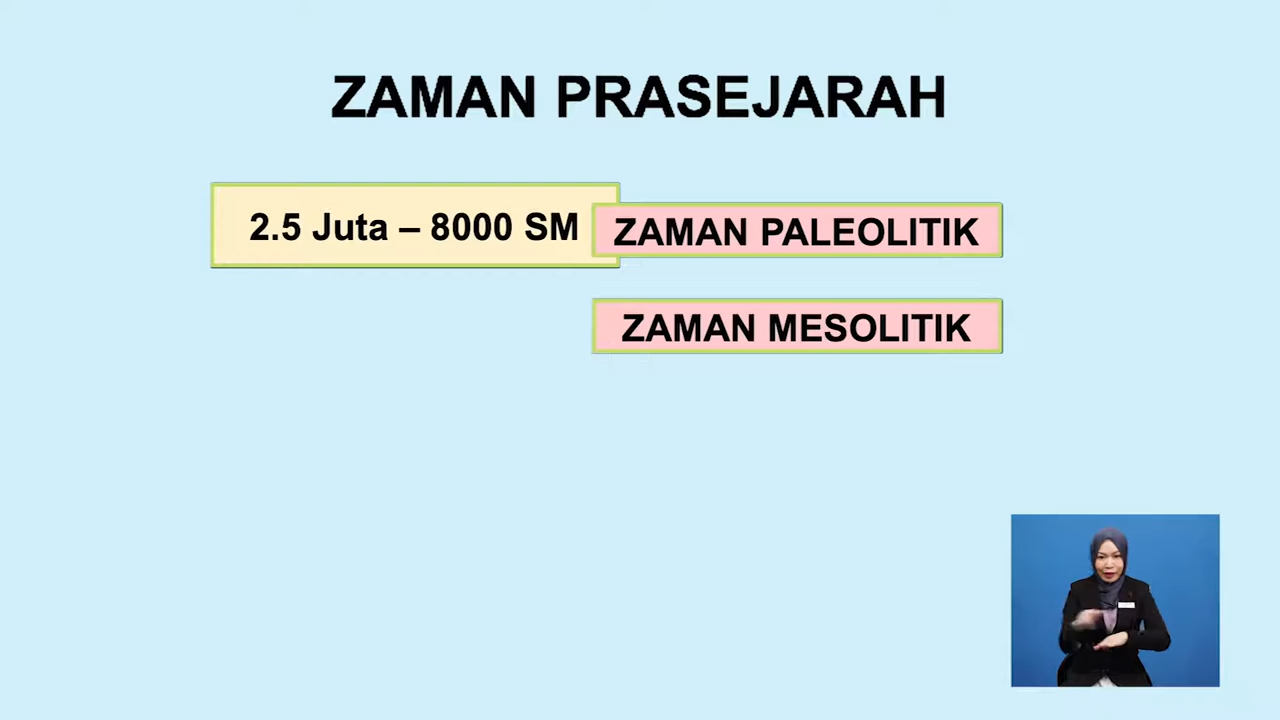 ZAMAN PRASEJARAH
2.5 Juta – 8000 SM
ZAMAN PALEOLITIK
ZAMAN MESOLITIK